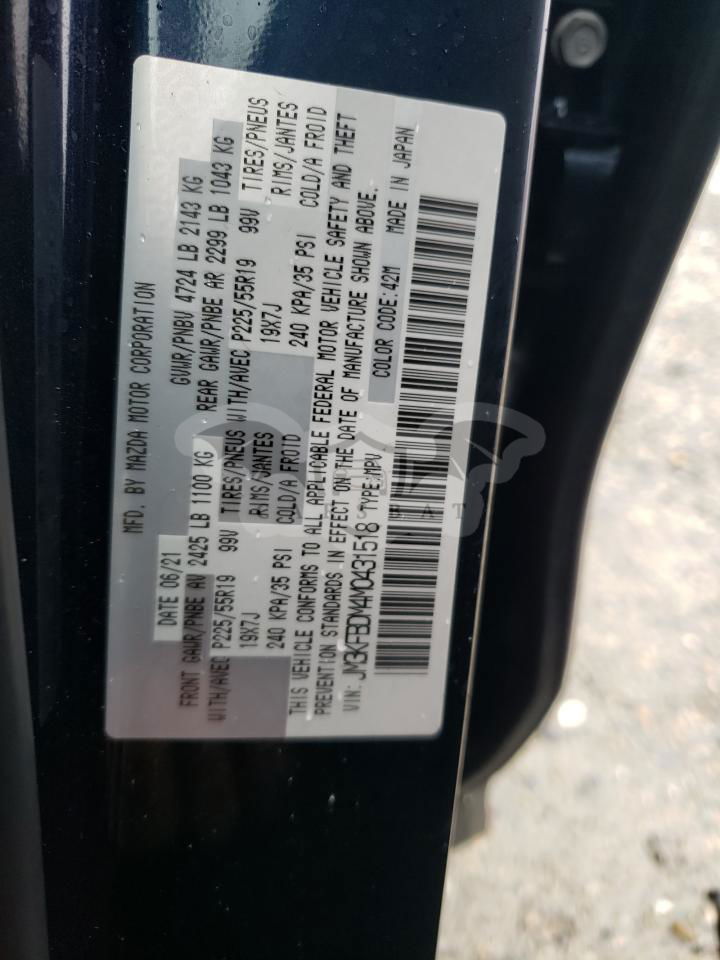 MFD. BY MAZDA MOTOR CORPORATION
DATE 06/21 GVWR/PNBV 4724 LB 2143 KG
FRONT GAWR/PNBE AV 2425 LB 1100 KG REAR GAWR/PNBE AR 2299 LB 1043 KG
WITH/AVEC P225/55R19 99V TIRES/PNEUS WITH/AVEC P225/55R19 99V TIRES/PNEUS
19X7J RIMS/JANTES 19X7J RIMS/JANTES
240 KPA/35 PSI COLD/A FROID 240 KPA/35 PSI COLD/A FROID
THIS VEHICLE CONFORMS TO ALL APPLICABLE FEDERAL MOTOR VEHICLE SAFETY AND THEFT
PREVENTION STANDARDS IN EFFECT ON THE DATE OF MANUFACTURE SHOWN ABOVE.
VIN: JM3KFBDM4M0431518 TYPE:MPV COLOR CODE:42M MADE IN JAPAN